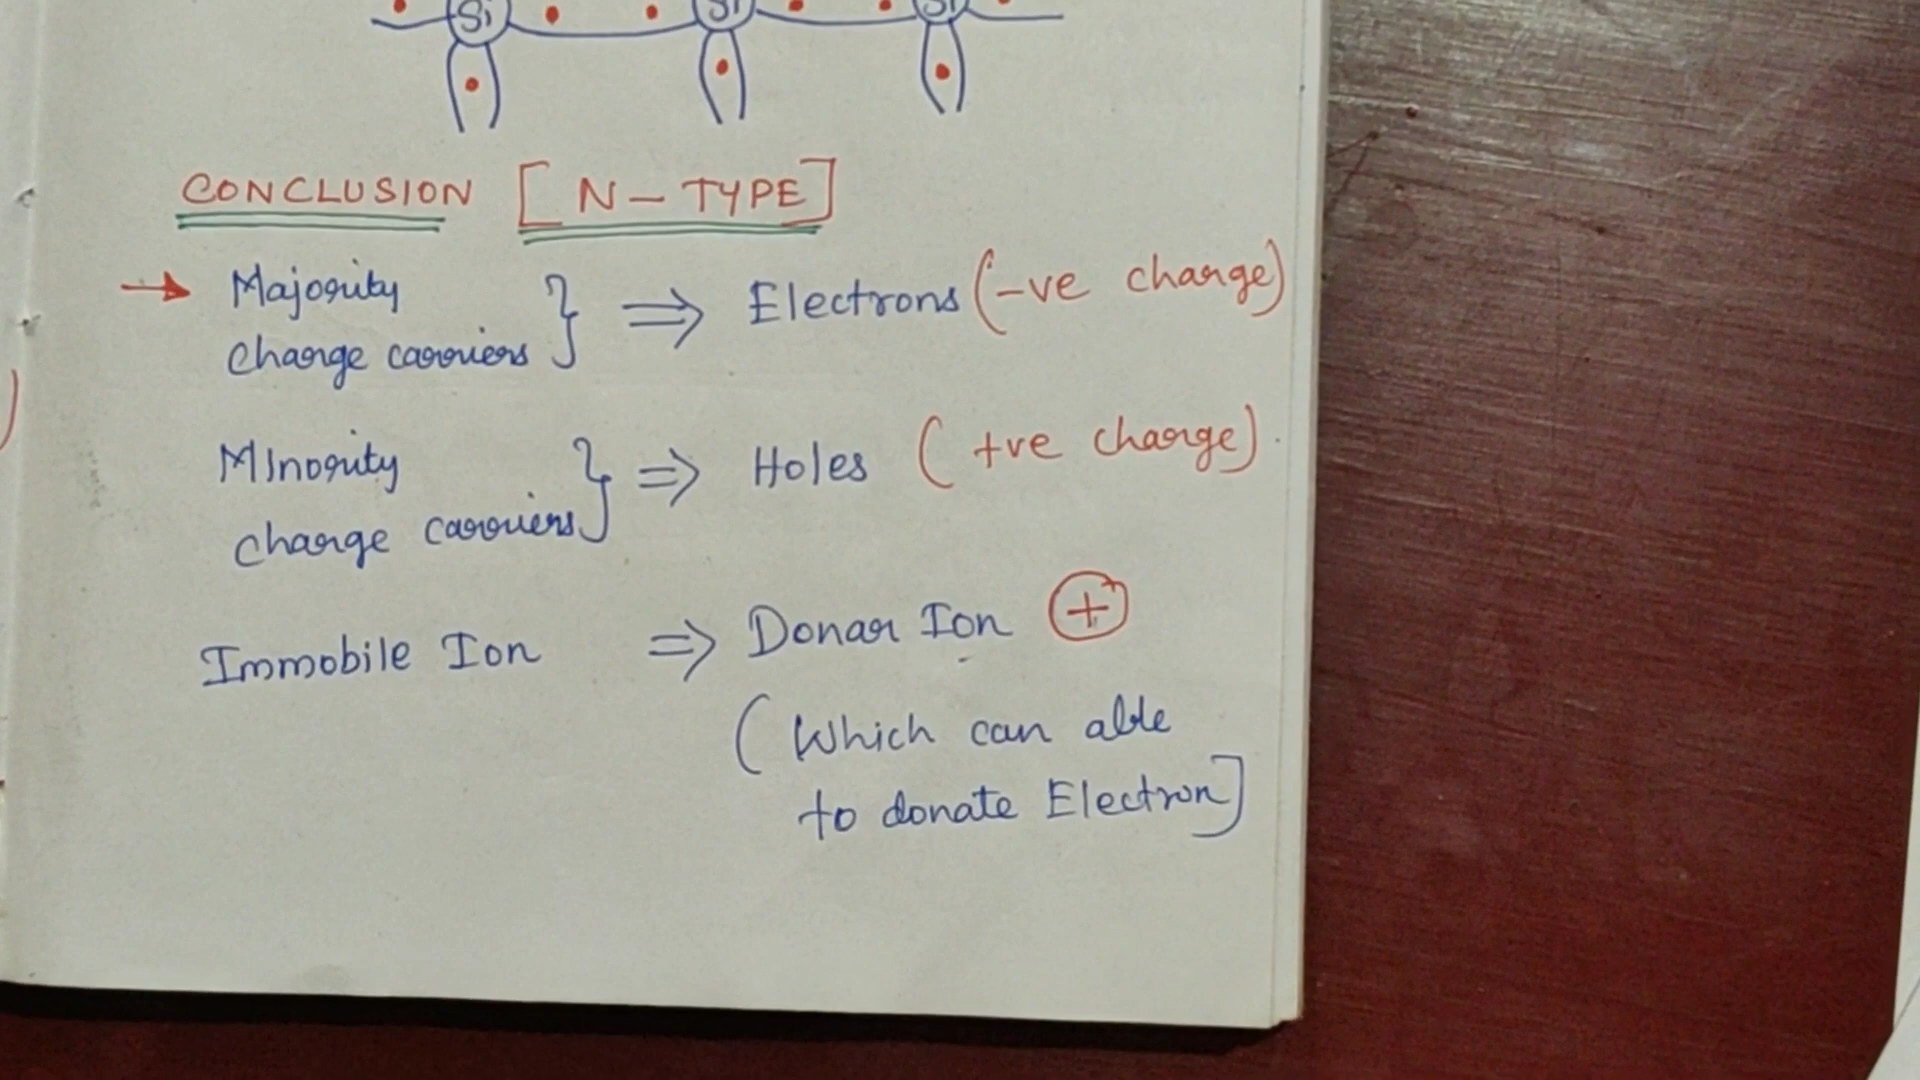 Si Si Si
CONCLUSION [N-TYPE]
→ Majority
charge carriers } ⇒ Electrons (-ve charge)
Minority
charge carriers } ⇒ Holes (+ve charge)
Immobile Ion ⇒ Donar Ion ⊕
(Which can able
to donate Electron]